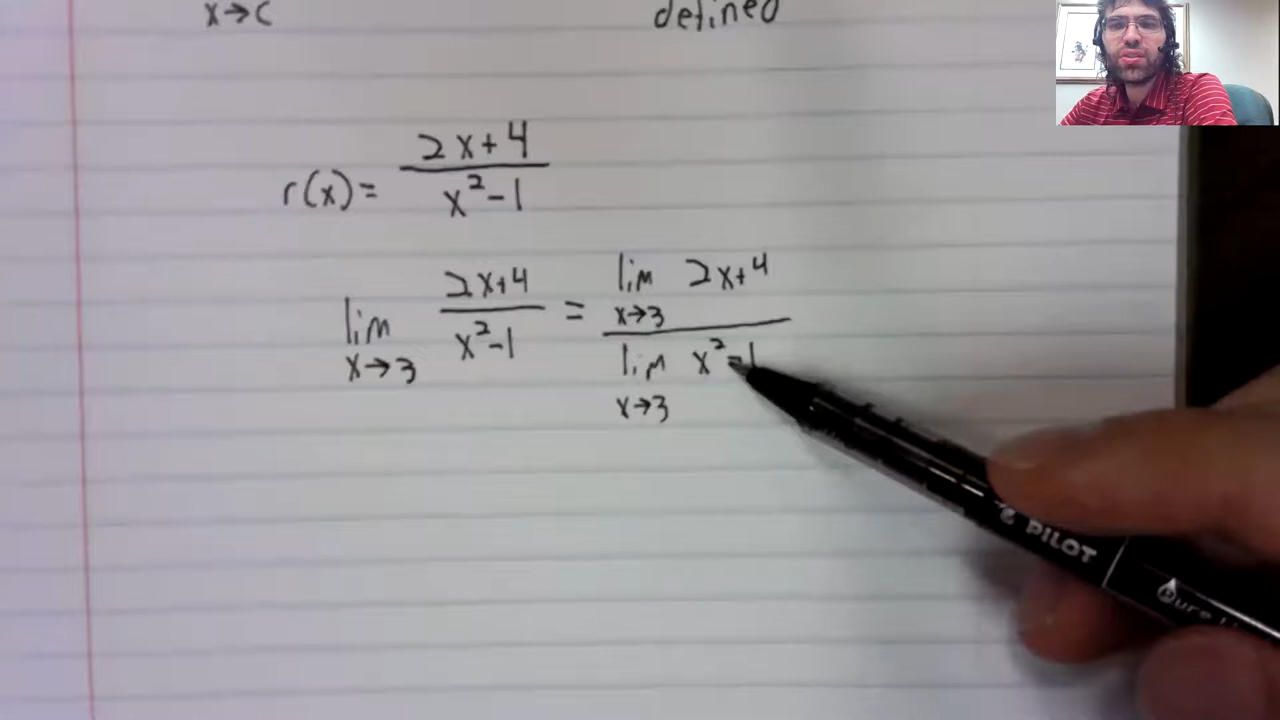 x→c defined
r(x) = 2x+4
x²-1
lim 2x+4 = lim 2x+4
x→3 x²-1 lim x²-1
x→3
x→3
PILOT